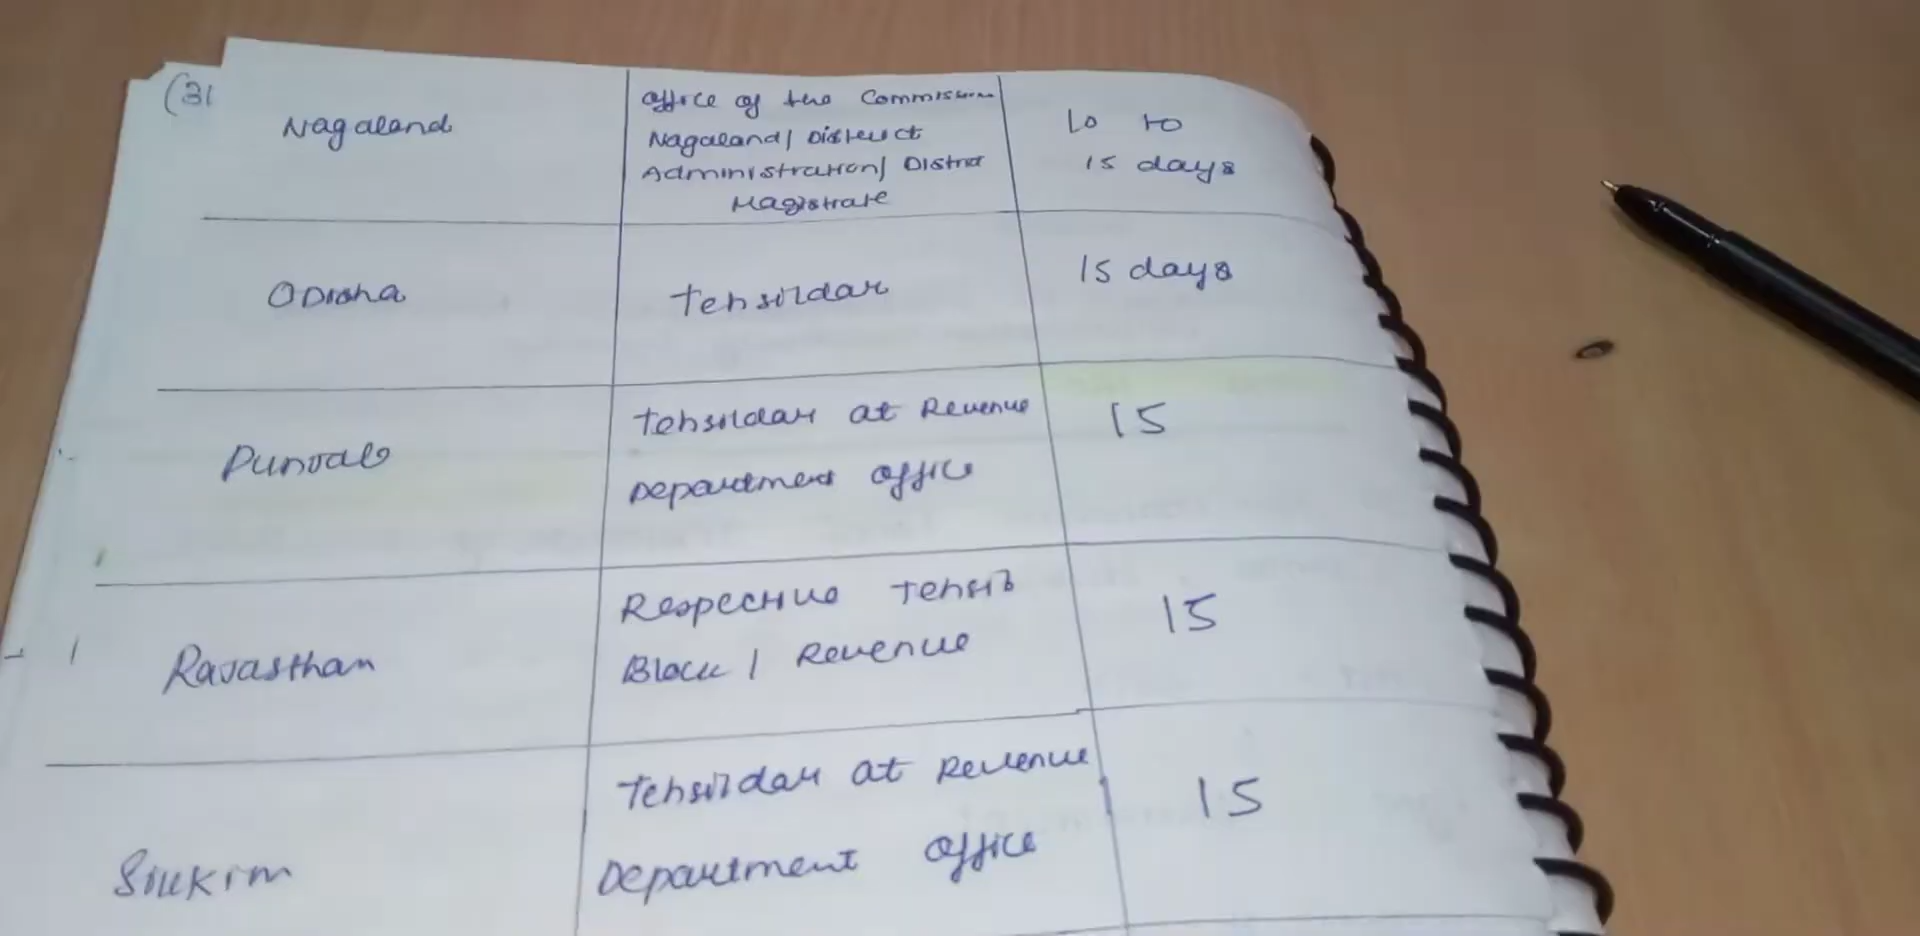 (31
Nagaland
Office of the Commission
Nagaland/ District
Administration/ District
Magistrate
10 to
15 days
Odisha
Tehsildar
15 days
Punjab
Tehsildar at Revenue
Department office
15
Rajasthan
Respective Tehsil
Block / Revenue
15
Sikkim
Tehsildar at Revenue
Department office
15